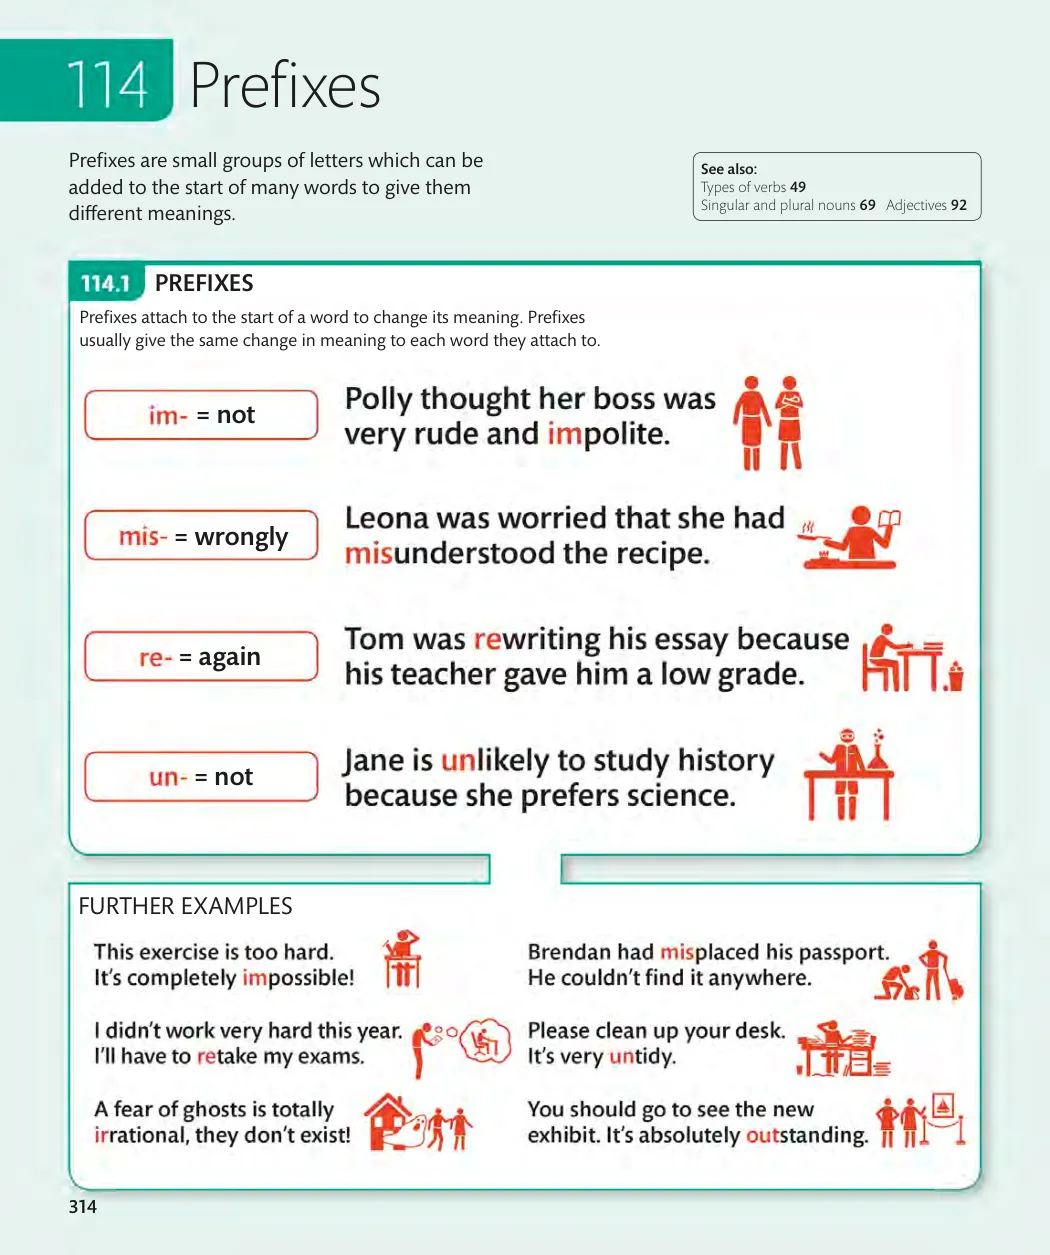 114 Prefixes
Prefixes are small groups of letters which can be
added to the start of many words to give them
different meanings.
See also:
Types of verbs 49
Singular and plural nouns 69 Adjectives 92
114.1 PREFIXES
Prefixes attach to the start of a word to change its meaning. Prefixes
usually give the same change in meaning to each word they attach to.
im- = not
Polly thought her boss was
very rude and impolite.
mis- = wrongly
Leona was worried that she had
misunderstood the recipe.
re- = again
Tom was rewriting his essay because
his teacher gave him a low grade.
un- = not
Jane is unlikely to study history
because she prefers science.
FURTHER EXAMPLES
This exercise is too hard.
It's completely impossible!
Brendan had misplaced his passport.
He couldn't find it anywhere.
I didn't work very hard this year.
I'll have to retake my exams.
Please clean up your desk.
It's very untidy.
A fear of ghosts is totally
irrational, they don't exist!
You should go to see the new
exhibit. It's absolutely outstanding.
314